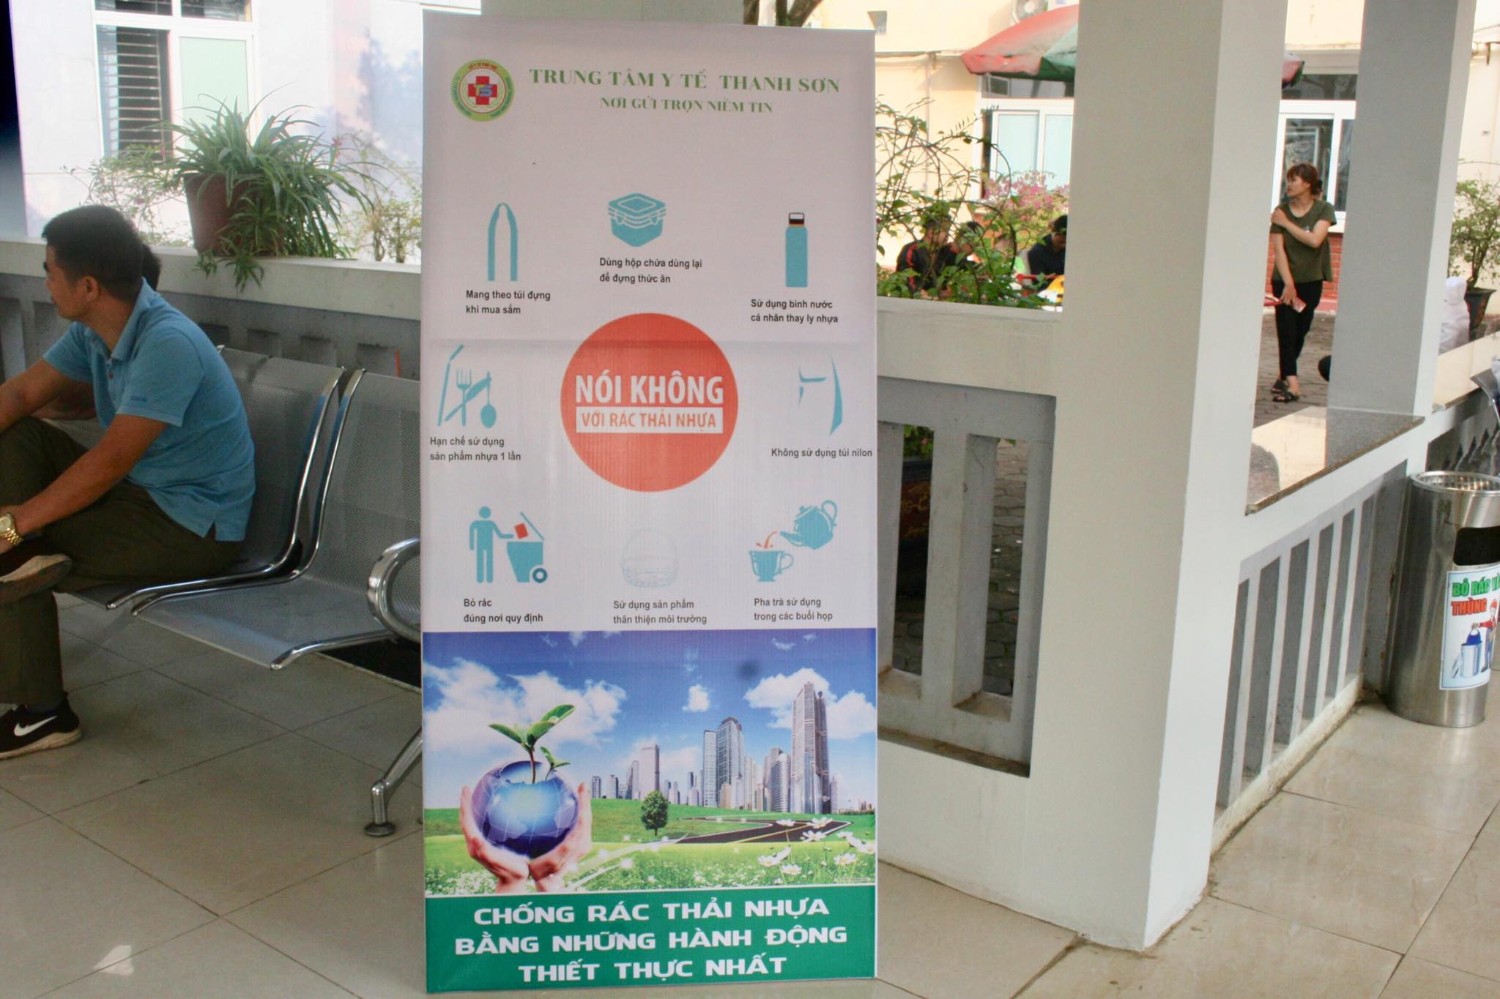 TRUNG TÂM Y TẾ THANH SƠN
NƠI GỬI TRỌN NIỀM TIN
TS
Dùng hộp chứa dùng lại
để đựng thức ăn
Mang theo túi đựng
khi mua sắm
Sử dụng bình nước
cá nhân thay ly nhựa
NÓI KHÔNG
VỚI RÁC THẢI NHỰA
Hạn chế sử dụng
sản phẩm nhựa 1 lần
Không sử dụng túi nilon
Bỏ rác
đúng nơi quy định
Sử dụng sản phẩm
thân thiện môi trường
Pha trà sử dụng
trong các buổi họp
CHỐNG RÁC THẢI NHỰA
BẰNG NHỮNG HÀNH ĐỘNG
THIẾT THỰC NHẤT
BỎ RÁC
THÙNG